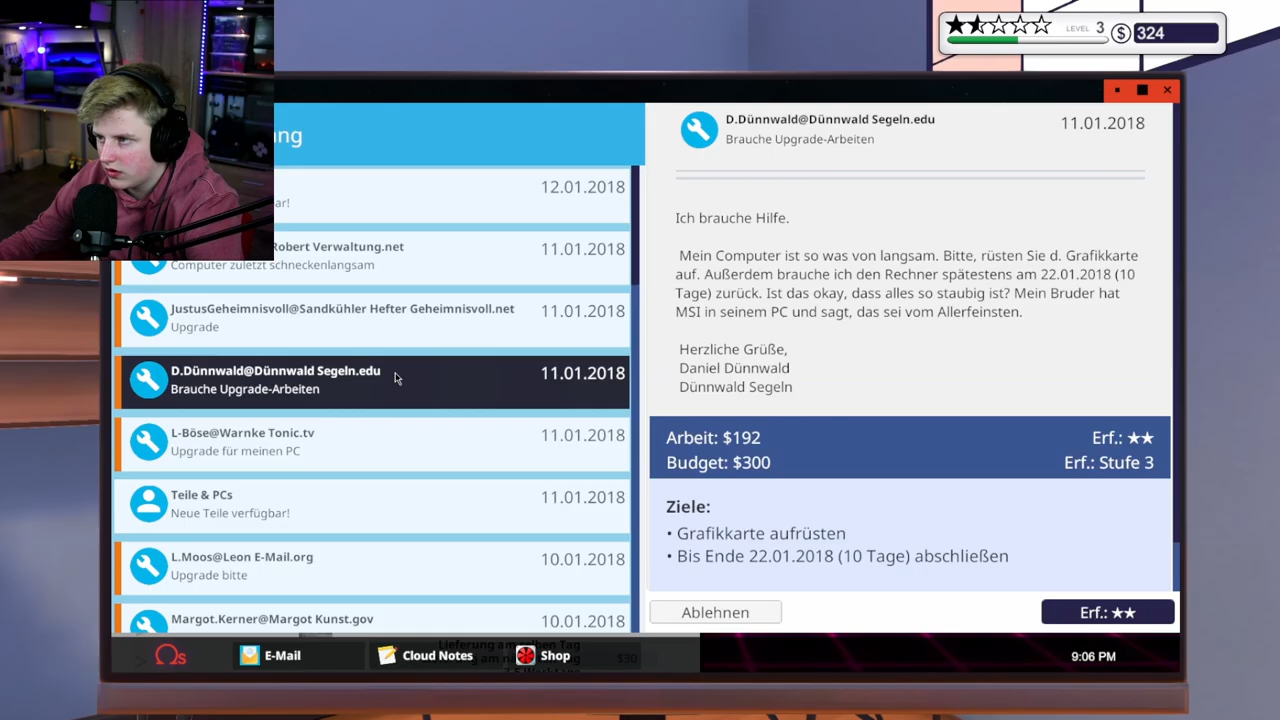 LEVEL 3 $ 324
ang
12.01.2018
ar!
Robert Verwaltung.net 11.01.2018
Computer zuletzt schneckenlangsam
JustusGeheimnisvoll@Sandkühler Hefter Geheimnisvoll.net 11.01.2018
Upgrade
D.Dünnwald@Dünnwald Segeln.edu 11.01.2018
Brauche Upgrade-Arbeiten
L-Böse@Warnke Tonic.tv 11.01.2018
Upgrade für meinen PC
Teile & PCs 11.01.2018
Neue Teile verfügbar!
L.Moos@Leon E-Mail.org 10.01.2018
Upgrade bitte
Margot.Kerner@Margot Kunst.gov 10.01.2018
D.Dünnwald@Dünnwald Segeln.edu 11.01.2018
Brauche Upgrade-Arbeiten
Ich brauche Hilfe.
Mein Computer ist so was von langsam. Bitte, rüsten Sie d. Grafikkarte
auf. Außerdem brauche ich den Rechner spätestens am 22.01.2018 (10
Tage) zurück. Ist das okay, dass alles so staubig ist? Mein Bruder hat
MSI in seinem PC und sagt, das sei vom Allerfeinsten.
Herzliche Grüße,
Daniel Dünnwald
Dünnwald Segeln
Arbeit: $192 Erf.: ★★
Budget: $300 Erf.: Stufe 3
Ziele:
• Grafikkarte aufrüsten
• Bis Ende 22.01.2018 (10 Tage) abschließen
Ablehnen Erf.: ★★
Lieferung am selben Tag
$30
Os E-Mail Cloud Notes Shop 9:06 PM